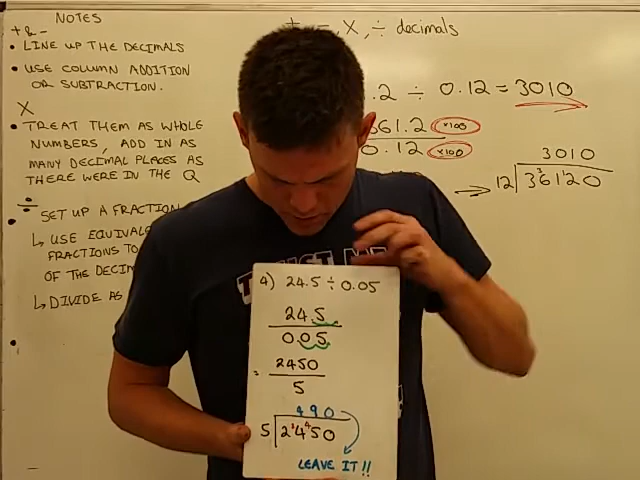 NOTES
+ & -
• LINE UP THE DECIMALS
• USE COLUMN ADDITION
OR SUBTRACTION.
X
• TREAT THEM AS WHOLE
NUMBERS, ADD IN AS
MANY DECIMAL PLACES AS
THERE WERE IN THE Q
÷
• SET UP A FRACTION
↳ USE
FRACTIONS TO
OF THE
↳ DIVIDE AS
, X, ÷ decimals
.2 ÷ 0.12 = 3010
361.2 ×100
0.12 ×100
3010
12 36120
4) 24.5 ÷ 0.05
24.5
0.05
= 2450
5
490
5 2450
LEAVE IT!!